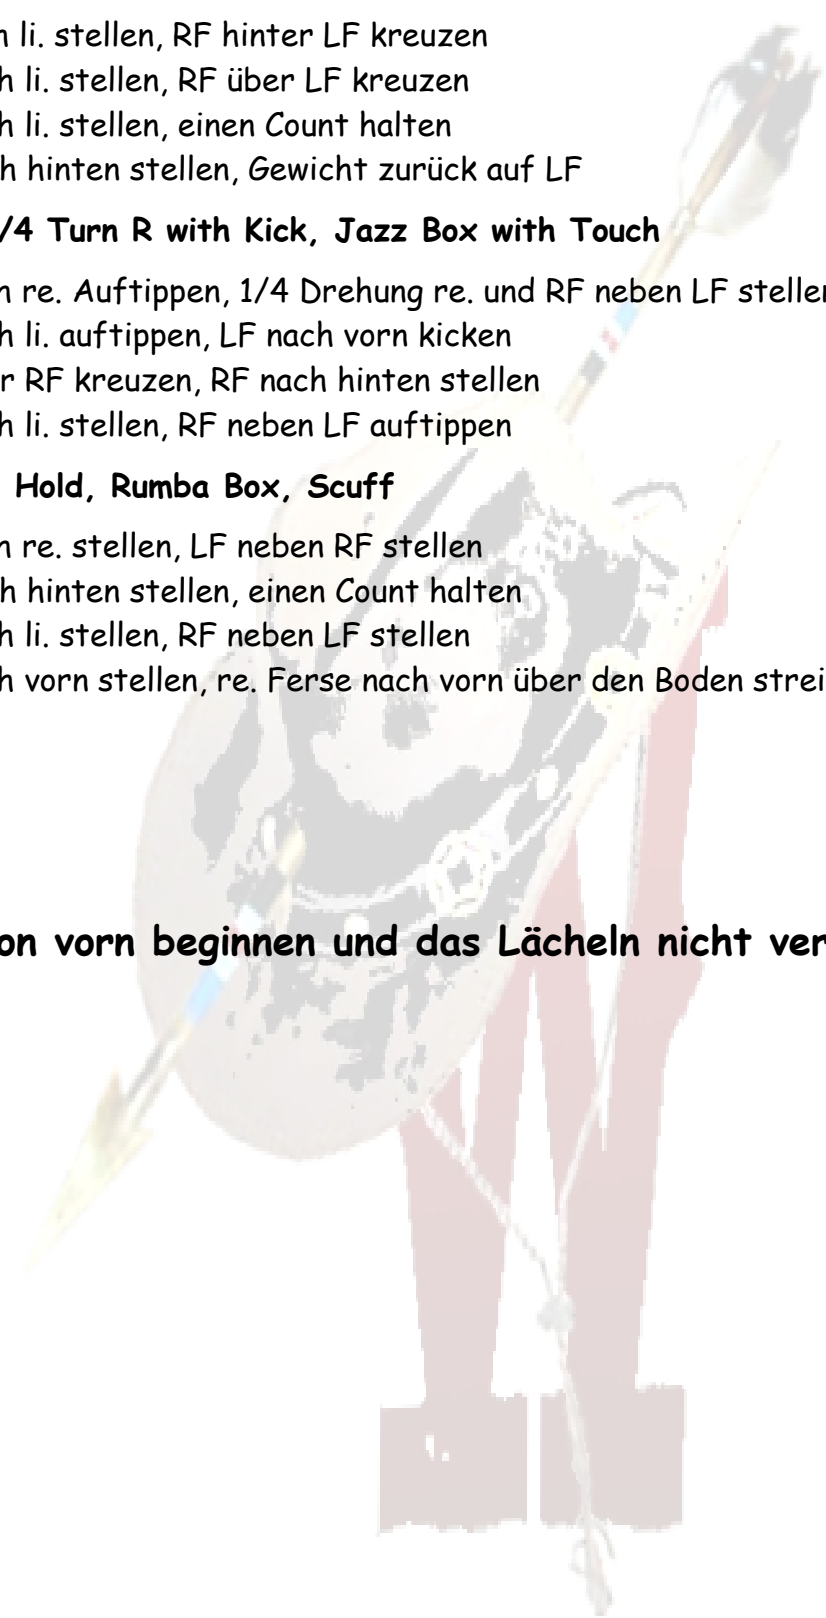 li. stellen, RF hinter LF kreuzen
li. stellen, RF über LF kreuzen
li. stellen, einen Count halten
hinten stellen, Gewicht zurück auf LF
/4 Turn R with Kick, Jazz Box with Touch
re. Auftippen, 1/4 Drehung re. und RF neben LF stellen
li. auftippen, LF nach vorn kicken
RF kreuzen, RF nach hinten stellen
li. stellen, RF neben LF auftippen
Hold, Rumba Box, Scuff
re. stellen, LF neben RF stellen
hinten stellen, einen Count halten
li. stellen, RF neben LF stellen
vorn stellen, re. Ferse nach vorn über den Boden
vorn beginnen und das Lächeln nicht